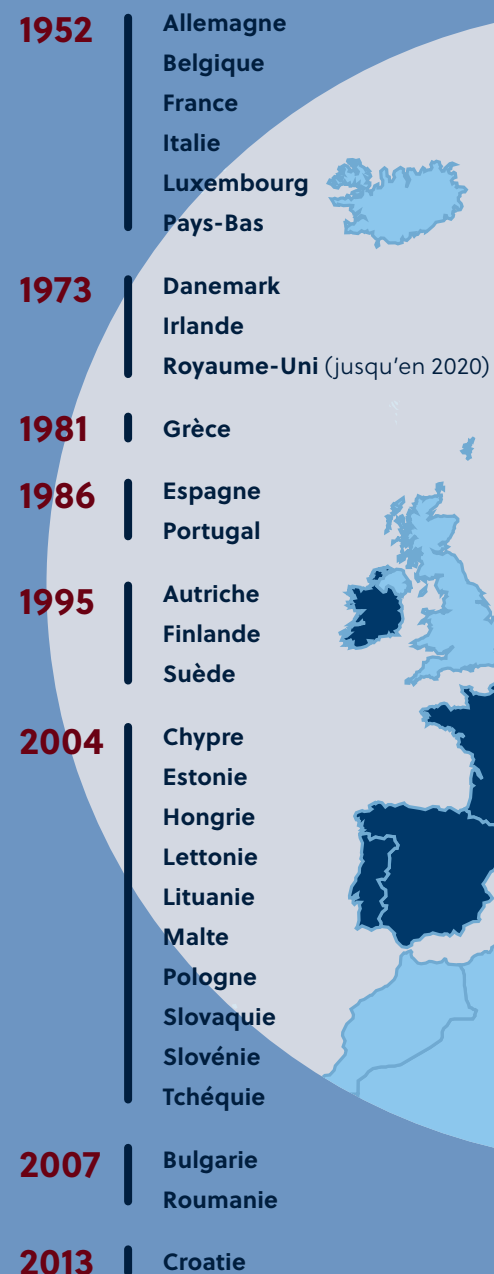 1952
Allemagne
Belgique
France
Italie
Luxembourg
Pays-Bas
1973
Danemark
Irlande
Royaume-Uni (jusqu'en 2020)
1981
Grèce
1986
Espagne
Portugal
1995
Autriche
Finlande
Suède
2004
Chypre
Estonie
Hongrie
Lettonie
Lituanie
Malte
Pologne
Slovaquie
Slovénie
Tchéquie
2007
Bulgarie
Roumanie
2013
Croatie